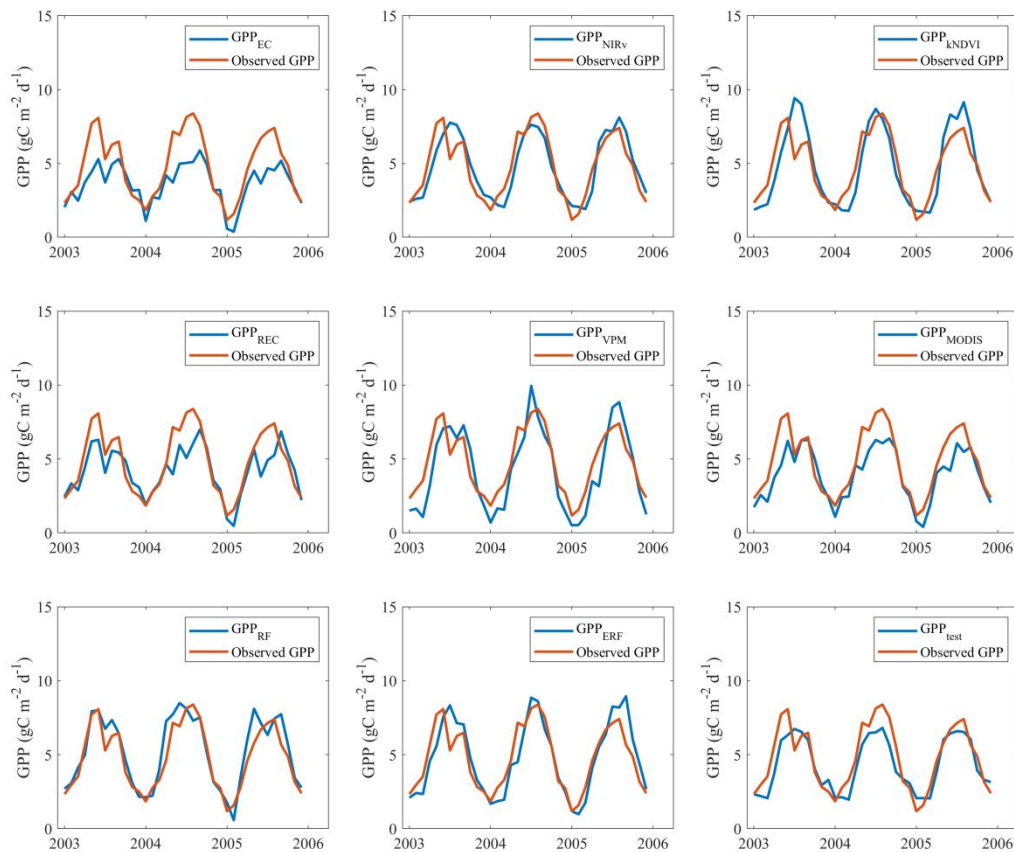 GPP_EC
Observed GPP
GPP (gC m⁻² d⁻¹)
15
10
5
0
2003 2004 2005 2006
GPP_NIRv
Observed GPP
GPP (gC m⁻² d⁻¹)
15
10
5
0
2003 2004 2005 2006
GPP_kNDVI
Observed GPP
GPP (gC m⁻² d⁻¹)
15
10
5
0
2003 2004 2005 2006
GPP_REC
Observed GPP
GPP (gC m⁻² d⁻¹)
15
10
5
0
2003 2004 2005 2006
GPP_VPM
Observed GPP
GPP (gC m⁻² d⁻¹)
15
10
5
0
2003 2004 2005 2006
GPP_MODIS
Observed GPP
GPP (gC m⁻² d⁻¹)
15
10
5
0
2003 2004 2005 2006
GPP_RF
Observed GPP
GPP (gC m⁻² d⁻¹)
15
10
5
0
2003 2004 2005 2006
GPP_ERF
Observed GPP
GPP (gC m⁻² d⁻¹)
15
10
5
0
2003 2004 2005 2006
GPP_test
Observed GPP
GPP (gC m⁻² d⁻¹)
15
10
5
0
2003 2004 2005 2006